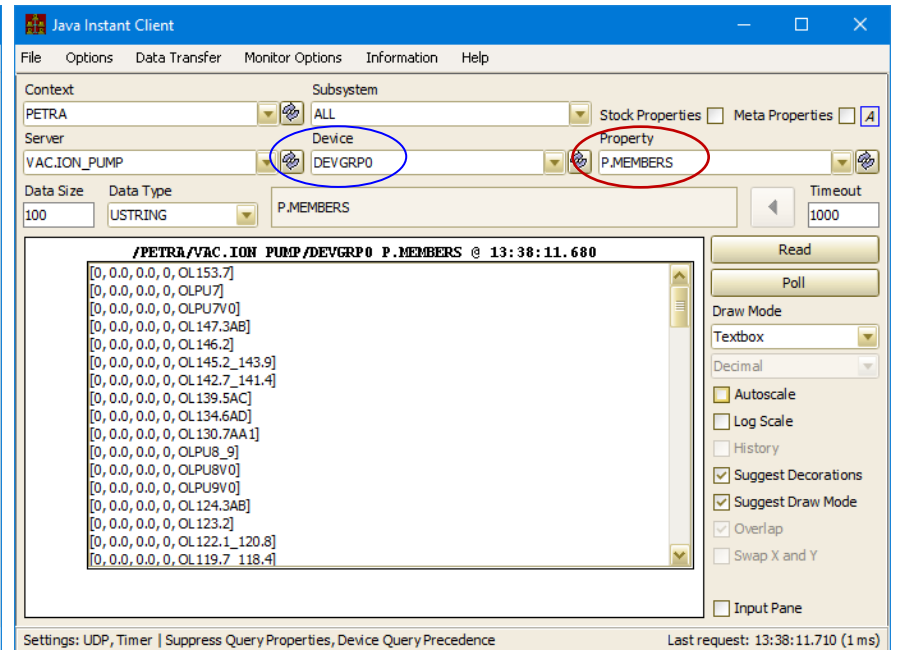 Java Instant Client
File Options Data Transfer Monitor Options Information Help
Context Subsystem
PETRA ALL Stock Properties Meta Properties A
Server Device Property
VAC.ION_PUMP DEVGRP0 P.MEMBERS
Data Size Data Type Timeout
100 USTRING P.MEMBERS 1000
/PETRA/VAC.ION PUMP/DEVGRP0 P.MEMBERS @ 13:38:11.680
[0, 0.0, 0.0, 0, OL153.7]
[0, 0.0, 0.0, 0, OLPU7]
[0, 0.0, 0.0, 0, OLPU7V0]
[0, 0.0, 0.0, 0, OL147.3AB]
[0, 0.0, 0.0, 0, OL146.2]
[0, 0.0, 0.0, 0, OL145.2_143.9]
[0, 0.0, 0.0, 0, OL142.7_141.4]
[0, 0.0, 0.0, 0, OL139.5AC]
[0, 0.0, 0.0, 0, OL134.6AD]
[0, 0.0, 0.0, 0, OL130.7AA1]
[0, 0.0, 0.0, 0, OLPU8_9]
[0, 0.0, 0.0, 0, OLPU8V0]
[0, 0.0, 0.0, 0, OLPU9V0]
[0, 0.0, 0.0, 0, OL124.3AB]
[0, 0.0, 0.0, 0, OL123.2]
[0, 0.0, 0.0, 0, OL122.1_120.8]
[0, 0.0, 0.0, 0, OL119.7_118.4]
Read
Poll
Draw Mode
Textbox
Decimal
Autoscale
Log Scale
History
Suggest Decorations
Suggest Draw Mode
Overlap
Swap X and Y
Input Pane
Settings: UDP, Timer | Suppress Query Properties, Device Query Precedence Last request: 13:38:11.710 (1 ms)